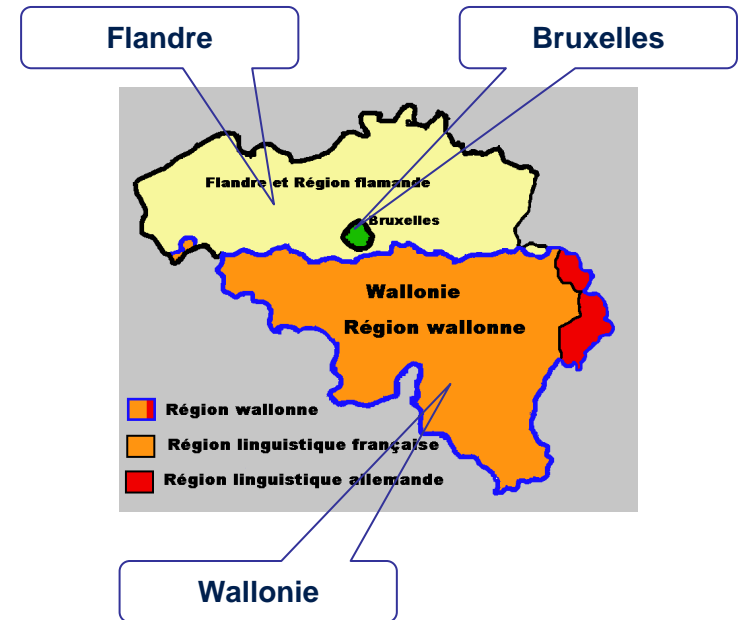 Flandre
Bruxelles
Flandre et Région flamande
Bruxelles
Wallonie
Région wallonne
Région wallonne
Région linguistique française
Région linguistique allemande
Wallonie